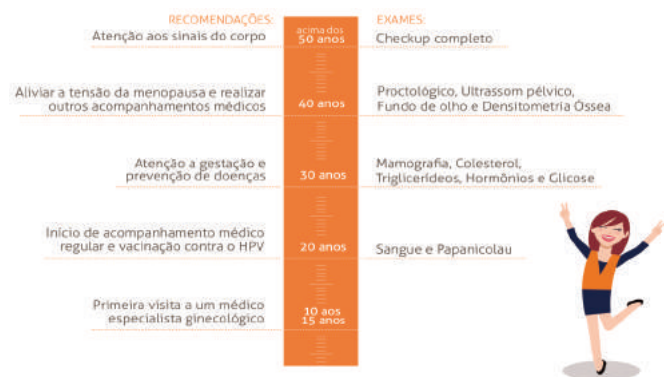 RECOMENDAÇÕES:
Atenção aos sinais do corpo
acima dos
50 anos
EXAMES:
Checkup completo
Aliviar a tensão da menopausa e realizar
outros acompanhamentos médicos
40 anos
Proctológico, Ultrassom pélvico,
Fundo de olho e Densitometria Óssea
Atenção a gestação e
prevenção de doenças
30 anos
Mamografia, Colesterol,
Triglicerídeos, Hormônios e Glicose
Início de acompanhamento médico
regular e vacinação contra o HPV
20 anos
Sangue e Papanicolau
Primeira visita a um médico
especialista ginecológico
10 aos
15 anos